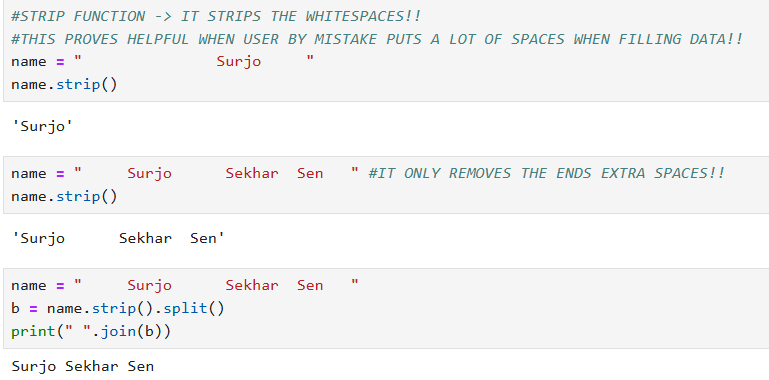 #STRIP FUNCTION -> IT STRIPS THE WHITESPACES!!
#THIS PROVES HELPFUL WHEN USER BY MISTAKE PUTS A LOT OF SPACES WHEN FILLING DATA!!
name = "               Surjo     "
name.strip()
'Surjo'
name = "     Surjo      Sekhar  Sen   " #IT ONLY REMOVES THE ENDS EXTRA SPACES!!
name.strip()
'Surjo      Sekhar  Sen'
name = "     Surjo      Sekhar  Sen   "
b = name.strip().split()
print(" ".join(b))
Surjo Sekhar Sen